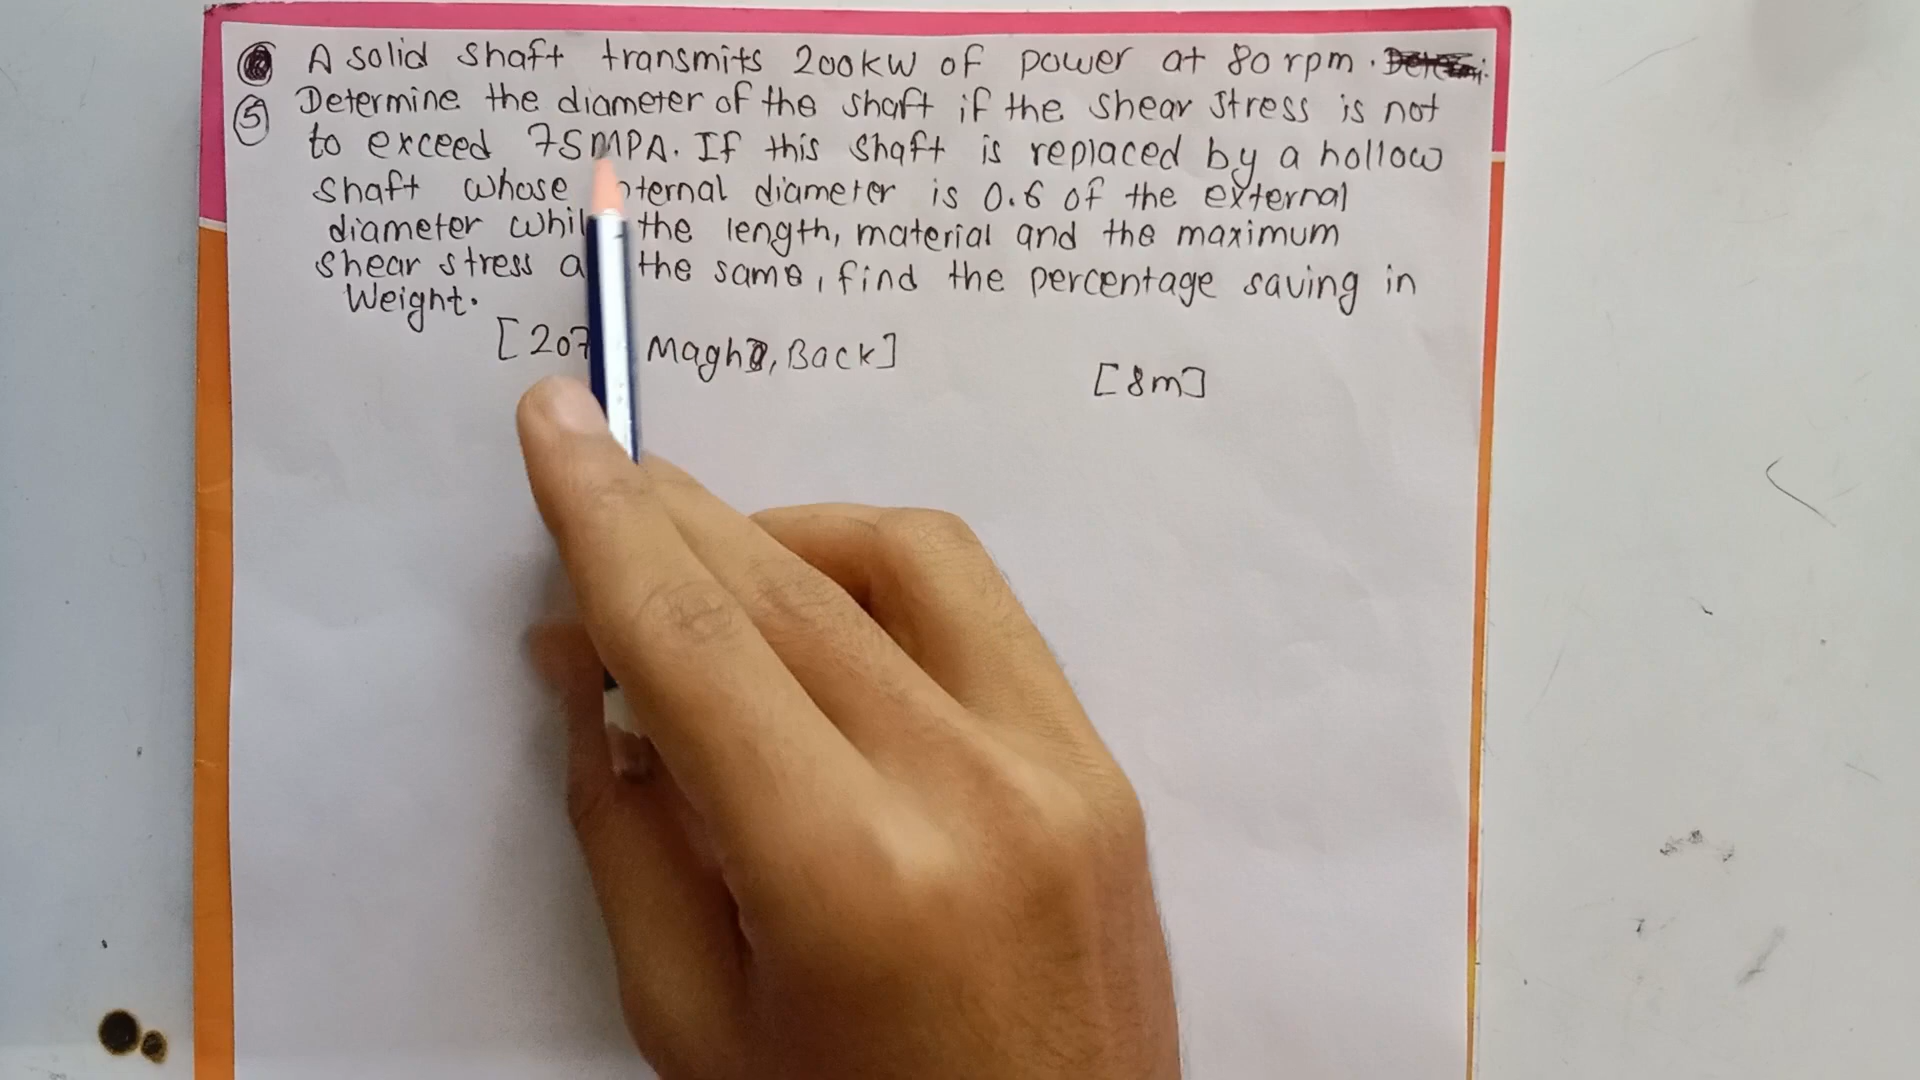 A solid shaft transmits 200kW of power at 80 rpm.
⑤ Determine the diameter of the shaft if the shear stress is not
to exceed 75MPA. If this shaft is replaced by a hollow
shaft whose diameter is 0.6 of the external
diameter the length, material and the maximum
shear stress the same, find the percentage saving in
Weight.
[207 Magh, Back]
[8m]